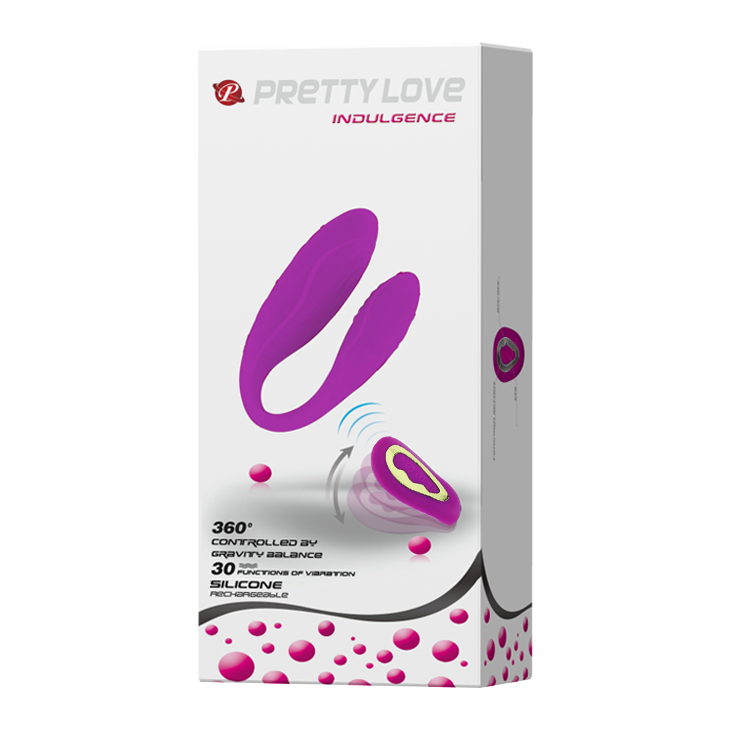 PRETTY LOVE
INDULGENCE
360°
CONTROLLED BY
GRAVITY BALANCE
30 FUNCTIONS OF VIBRATION
SILICONE
RECHARGEABLE